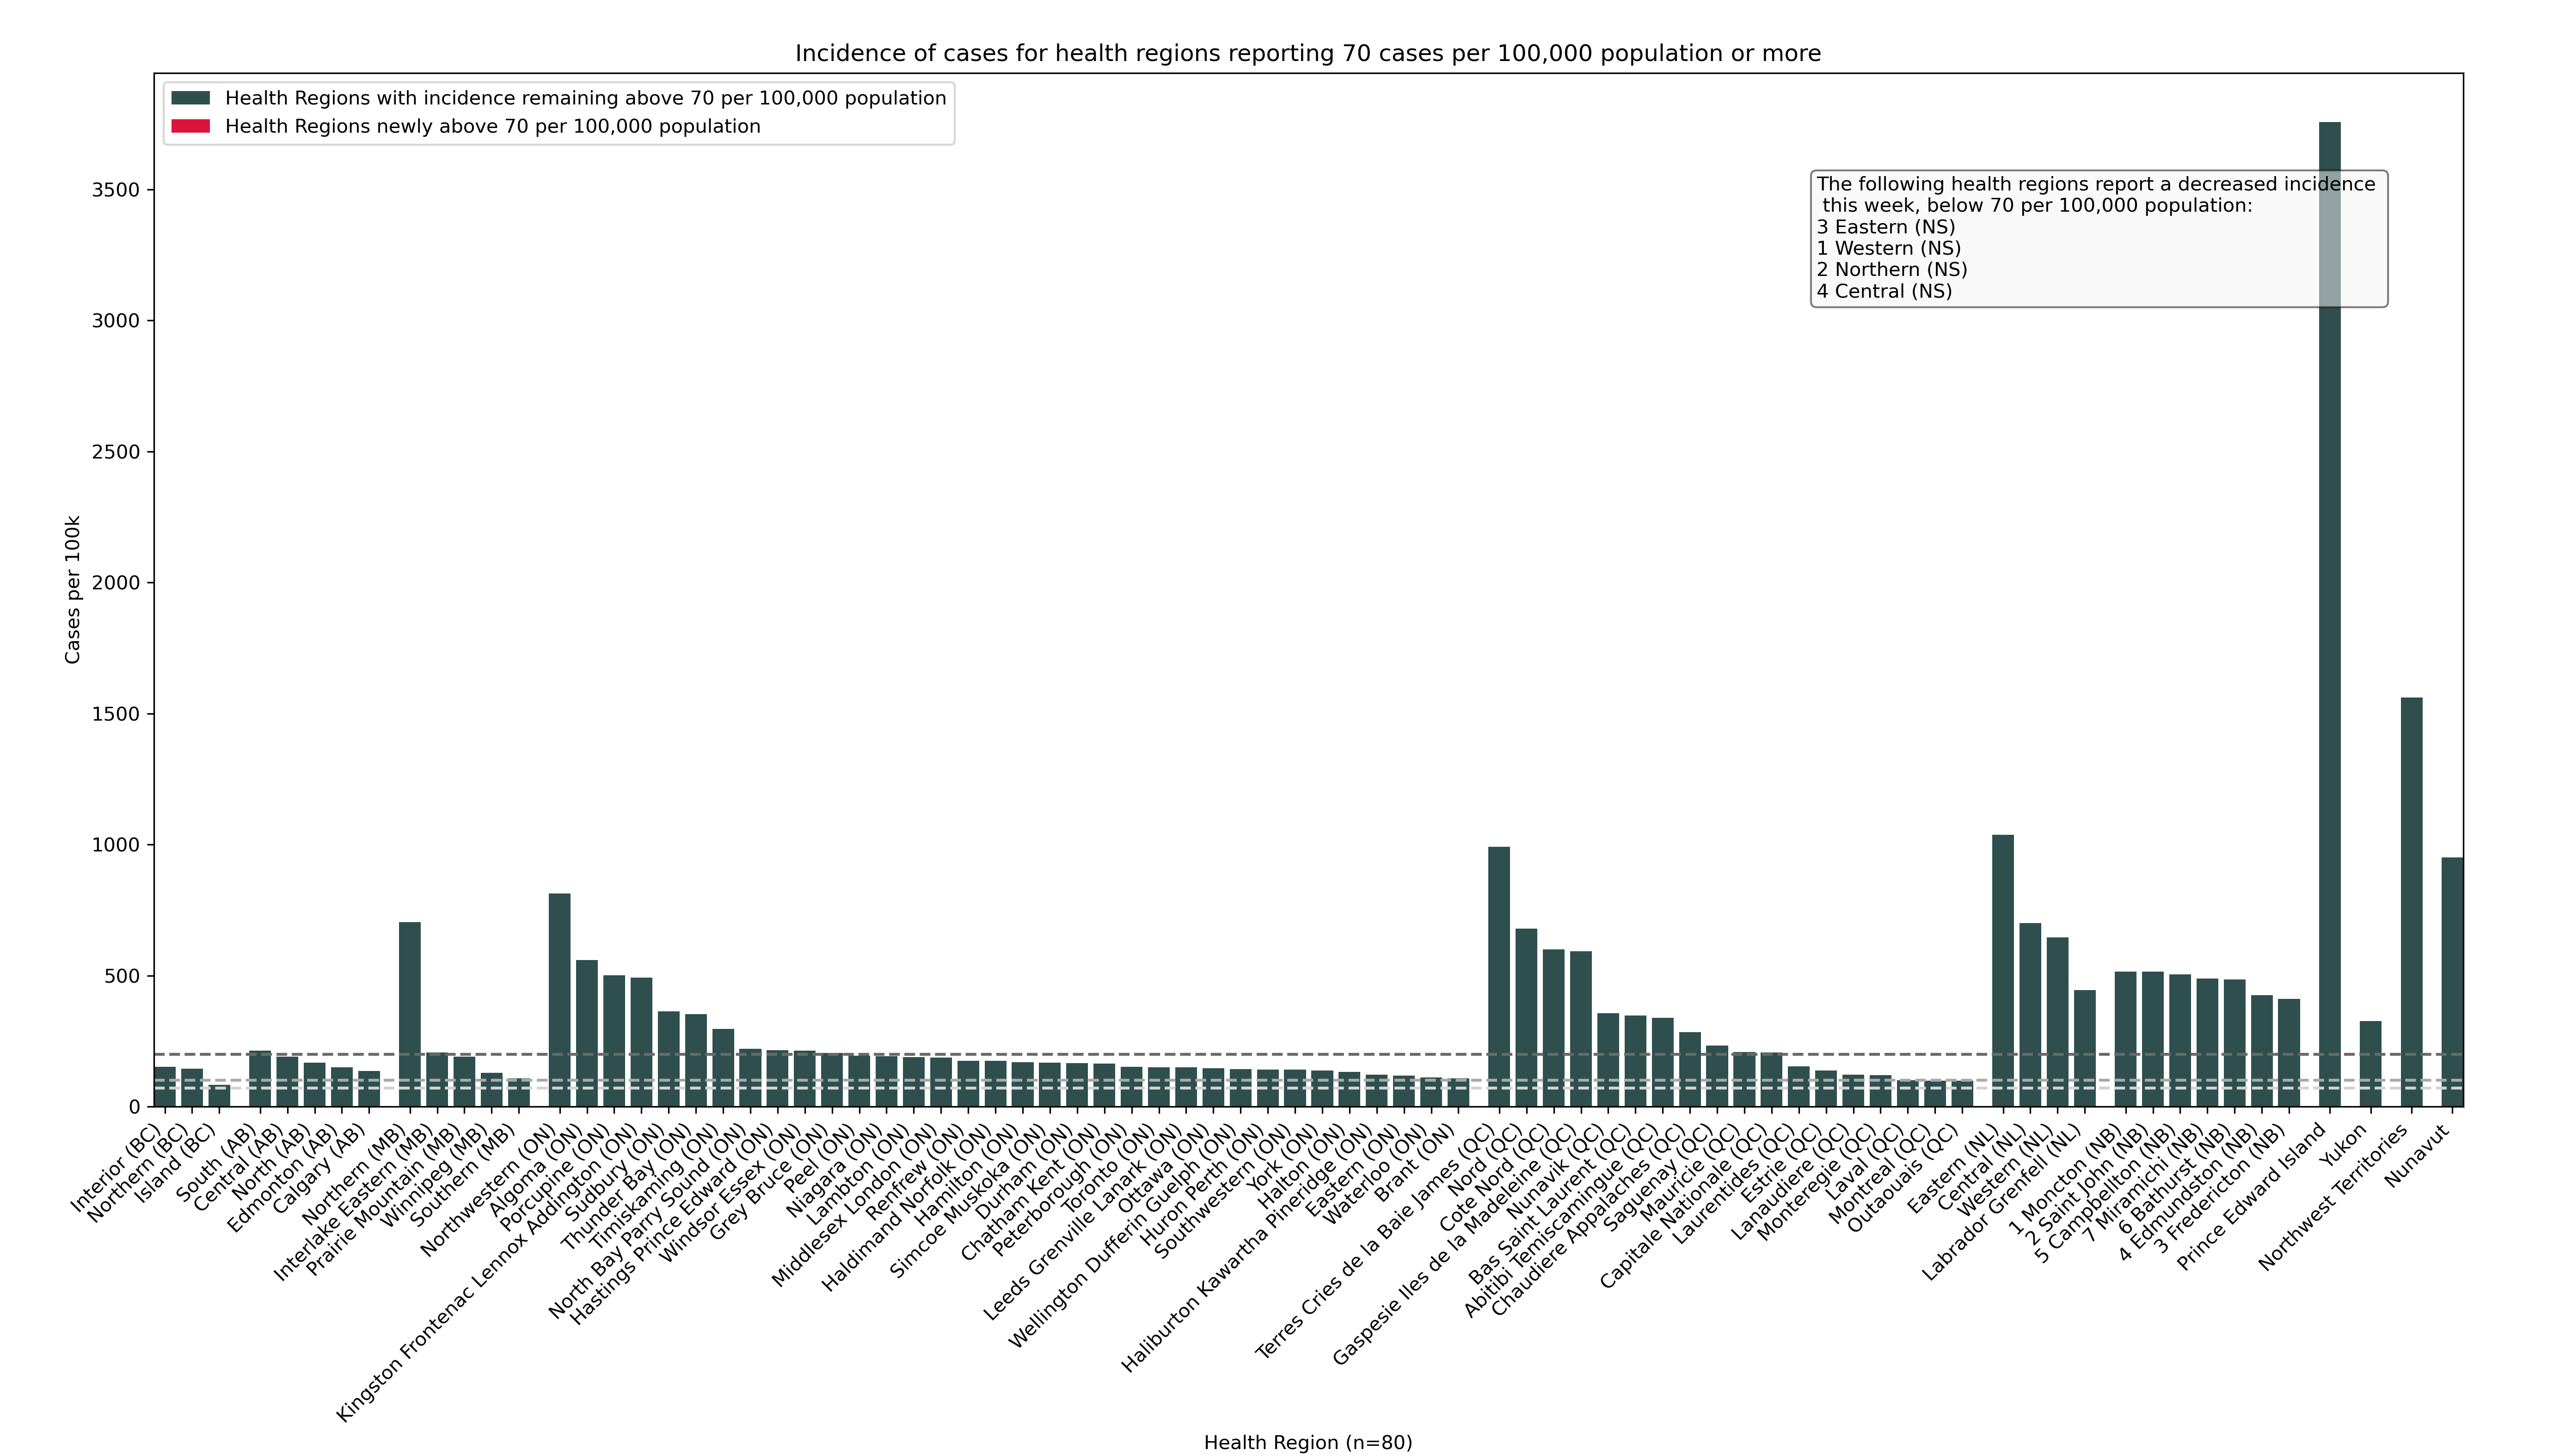 Incidence of cases for health regions reporting 70 cases per 100,000 population or more
Health Regions with incidence remaining above 70 per 100,000 population
Health Regions newly above 70 per 100,000 population
The following health regions report a decreased incidence
this week, below 70 per 100,000 population:
3 Eastern (NS)
1 Western (NS)
2 Northern (NS)
4 Central (NS)
Cases per 100k
3500
3000
2500
2000
1500
1000
500
0
Interior (BC)
Northern (BC)
Island (BC)
South (AB)
Central (AB)
North (AB)
Edmonton (AB)
Calgary (AB)
Northern (MB)
Interlake Eastern (MB)
Prairie Mountain (MB)
Winnipeg (MB)
Southern (MB)
Northwestern (ON)
Algoma (ON)
Porcupine (ON)
Kingston Frontenac Lennox Addington (ON)
Sudbury (ON)
Thunder Bay (ON)
Timiskaming (ON)
North Bay Parry Sound (ON)
Hastings Prince Edward (ON)
Windsor Essex (ON)
Grey Bruce (ON)
Peel (ON)
Niagara (ON)
Lambton (ON)
Middlesex London (ON)
Renfrew (ON)
Haldimand Norfolk (ON)
Hamilton (ON)
Simcoe Muskoka (ON)
Durham (ON)
Chatham Kent (ON)
Peterborough (ON)
Toronto (ON)
Leeds Grenville Lanark (ON)
Ottawa (ON)
Wellington Dufferin Guelph (ON)
Huron Perth (ON)
Southwestern (ON)
York (ON)
Halton (ON)
Haliburton Kawartha Pineridge (ON)
Eastern (ON)
Waterloo (ON)
Brant (ON)
Terres Cries de la Baie James (QC)
Nord (QC)
Cote Nord (QC)
Gaspesie Iles de la Madeleine (QC)
Nunavik (QC)
Bas Saint Laurent (QC)
Abitibi Temiscamingue (QC)
Chaudiere Appalaches (QC)
Saguenay (QC)
Mauricie (QC)
Capitale Nationale (QC)
Laurentides (QC)
Estrie (QC)
Lanaudiere (QC)
Monteregie (QC)
Laval (QC)
Montreal (QC)
Outaouais (QC)
Eastern (NL)
Central (NL)
Western (NL)
Labrador Grenfell (NL)
1 Moncton (NB)
2 Saint John (NB)
5 Campbellton (NB)
7 Miramichi (NB)
6 Bathurst (NB)
4 Edmundston (NB)
3 Fredericton (NB)
Prince Edward Island
Yukon
Northwest Territories
Nunavut
Health Region (n=80)